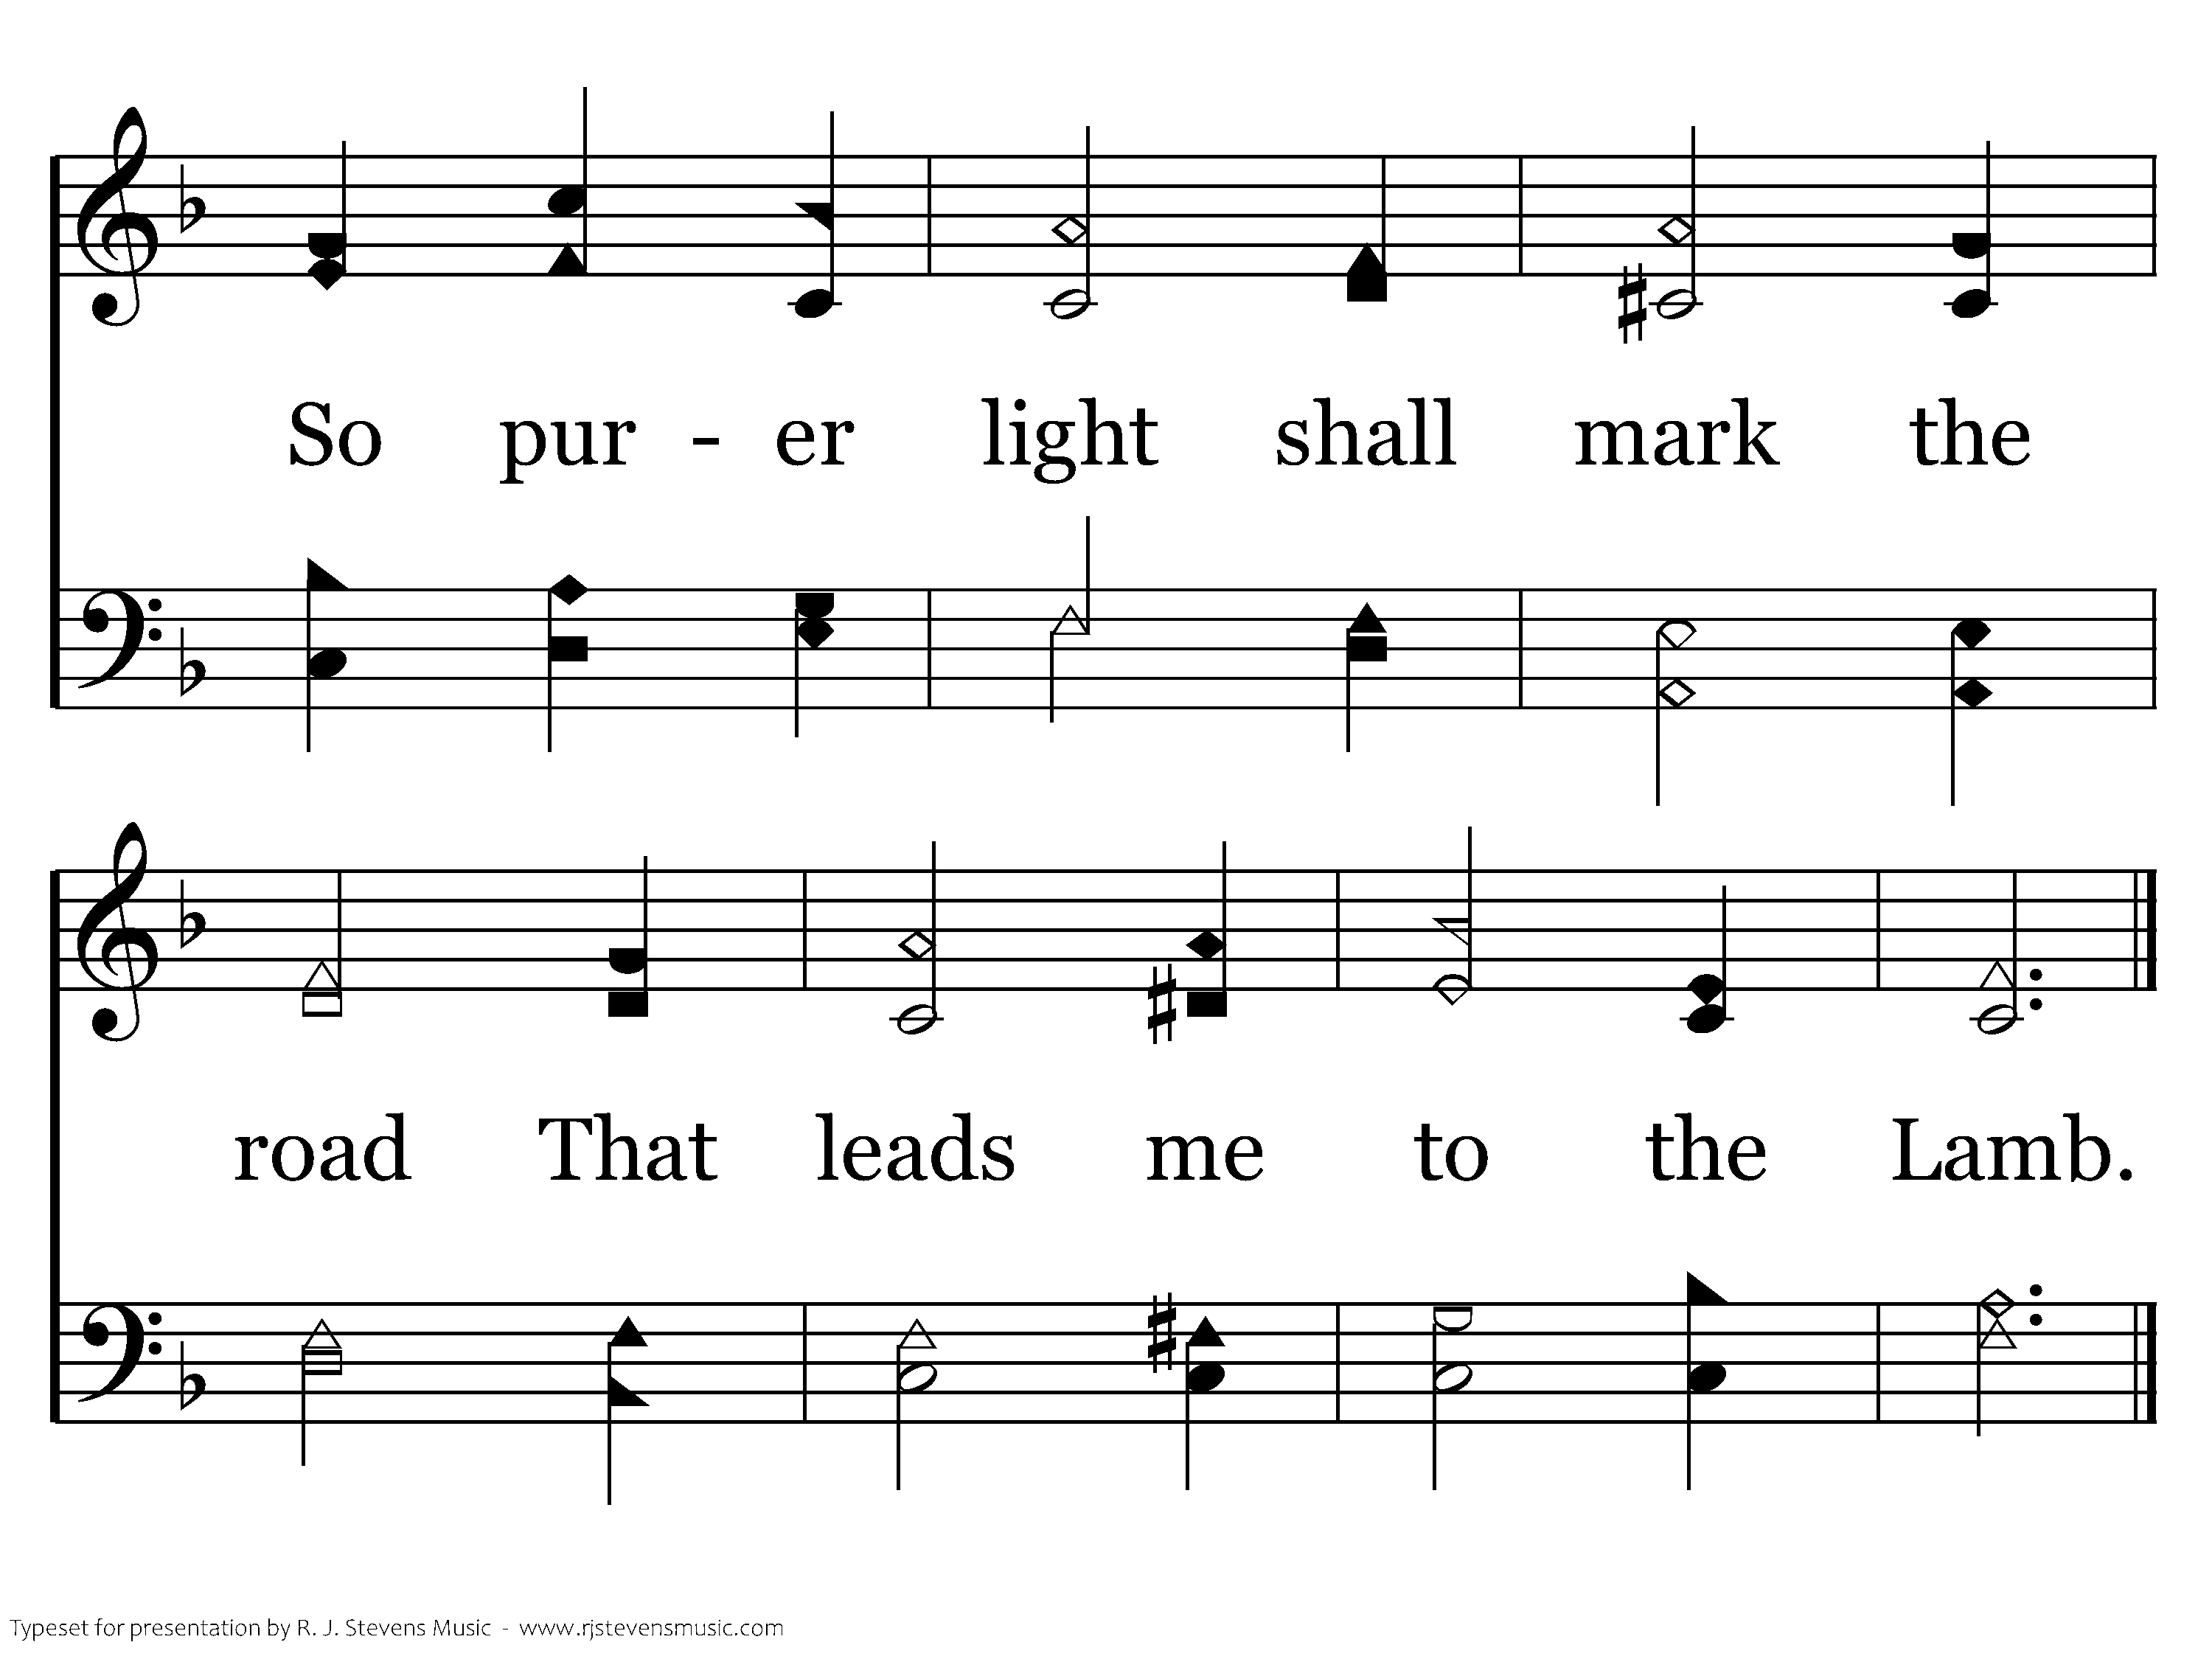 So pur - er light shall mark the
road That leads me to the Lamb.
Typeset for presentation by R. J. Stevens Music - www.rjstevensmusic.com